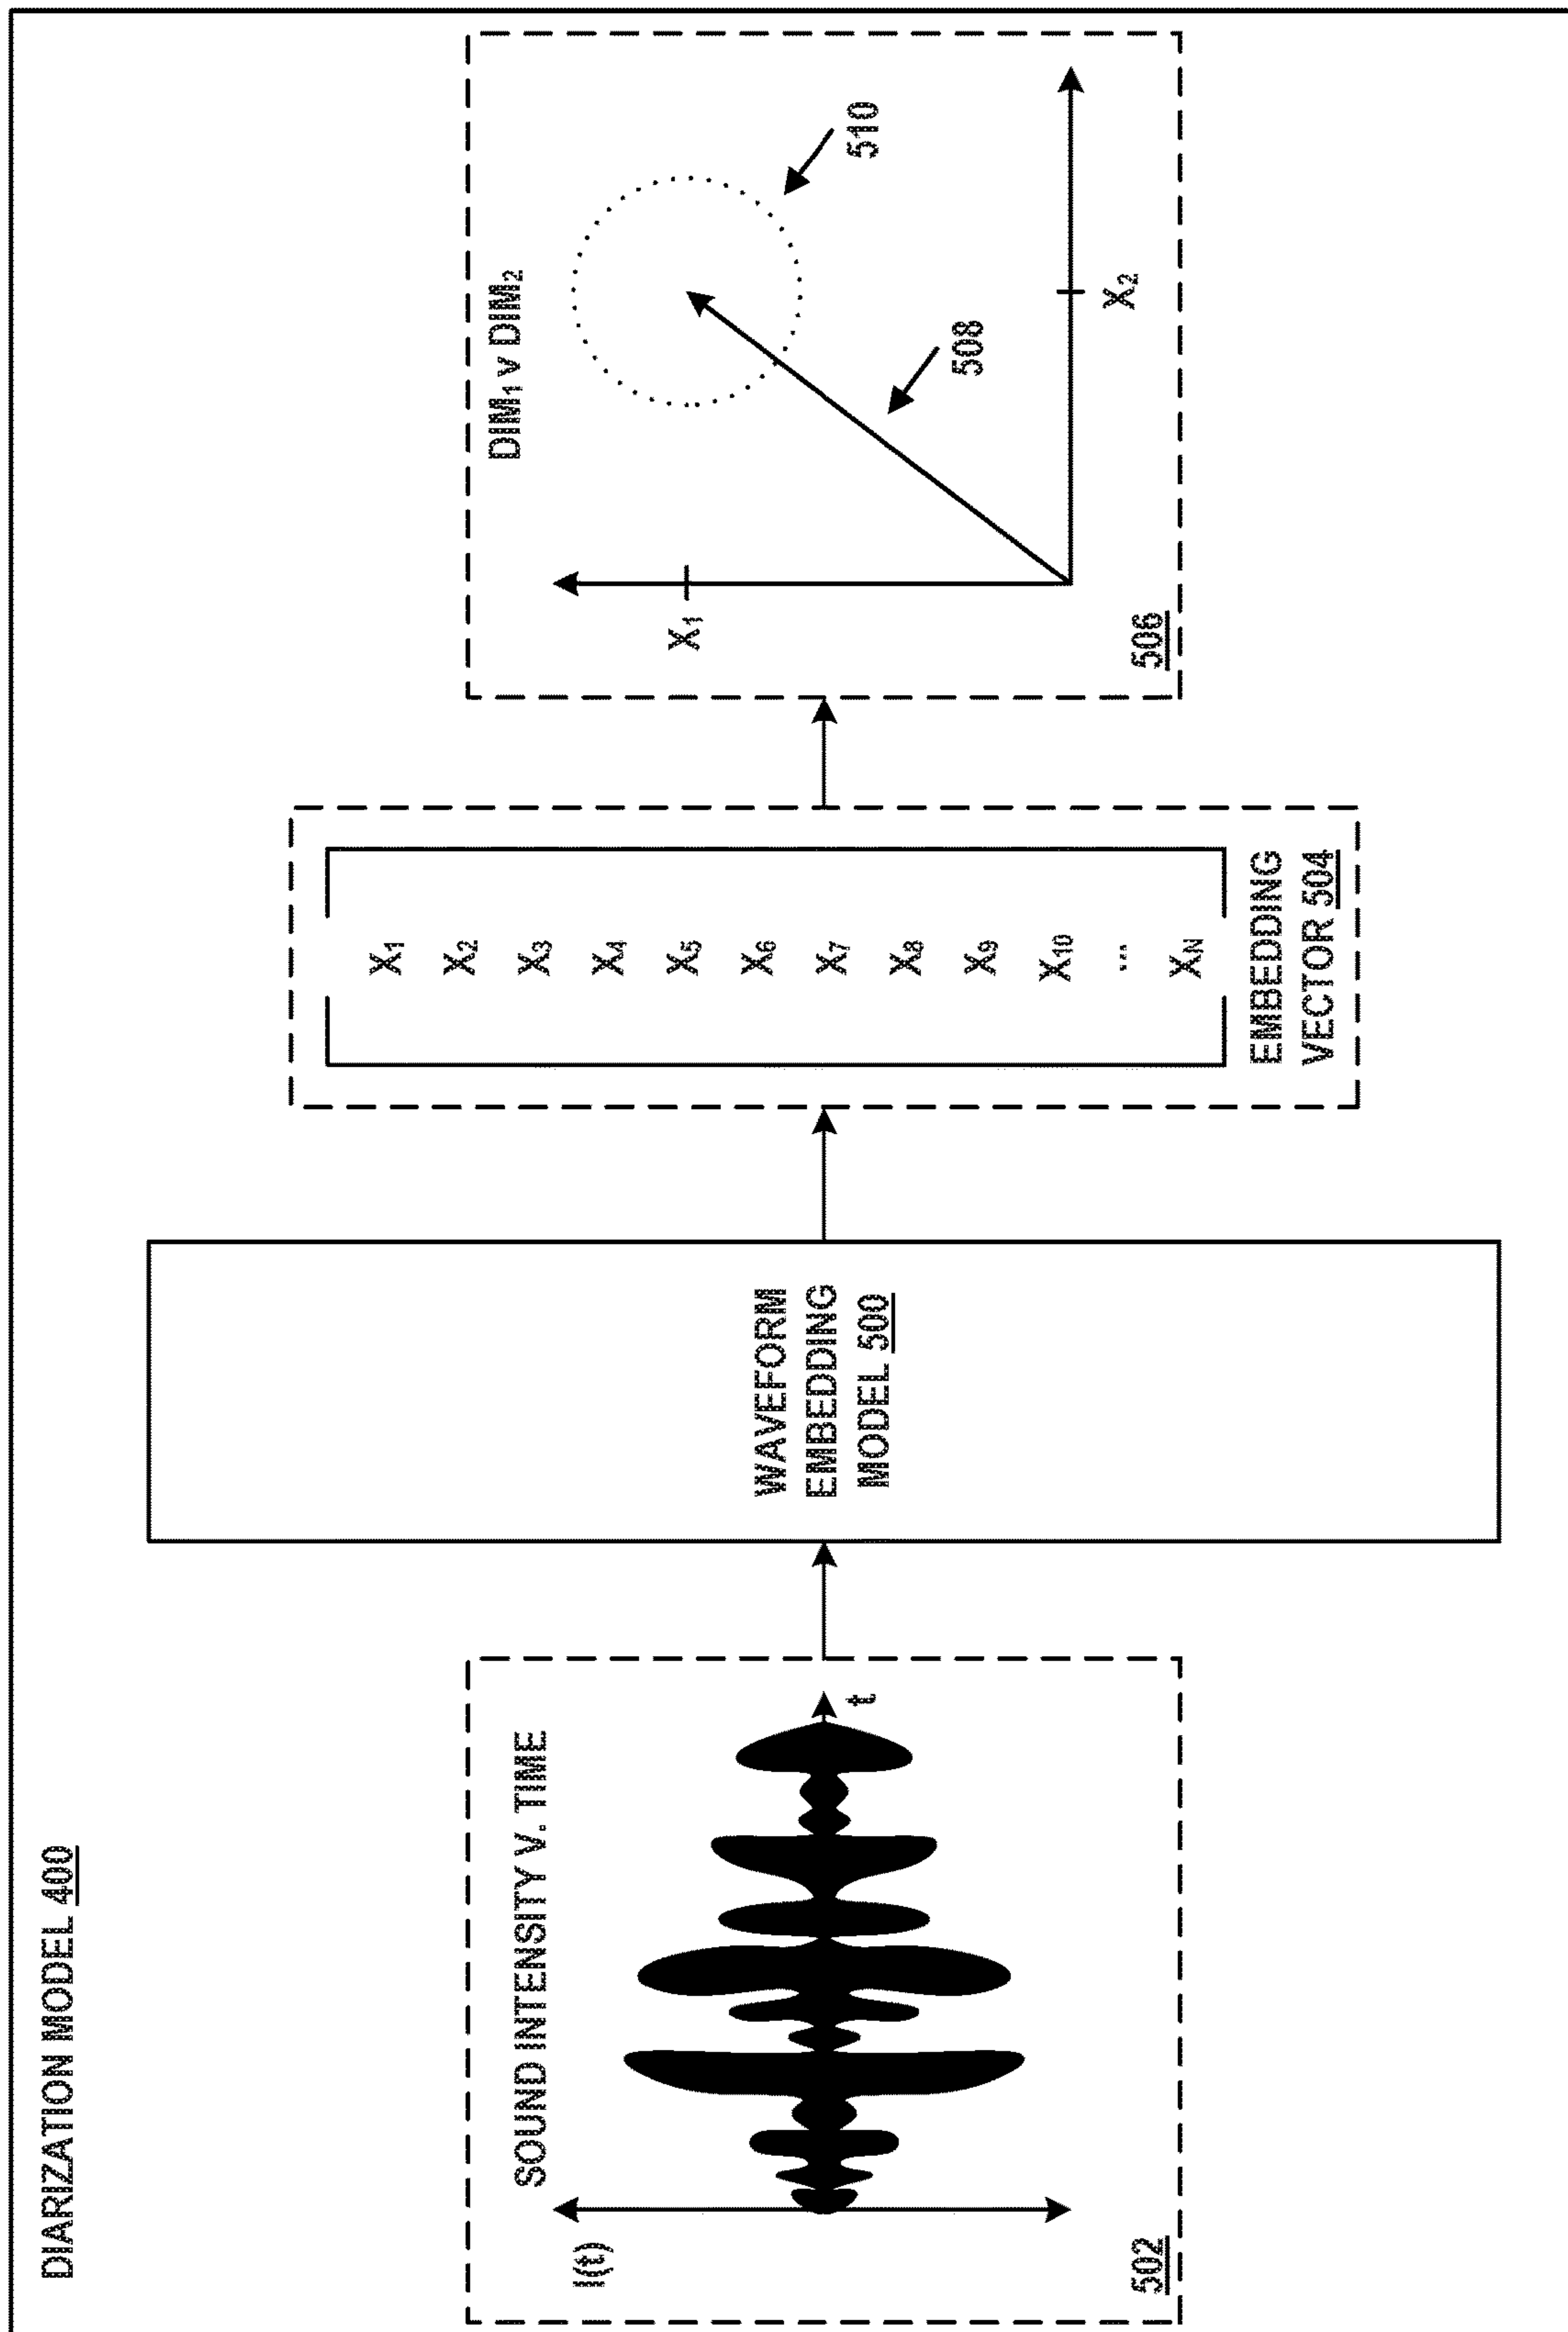 DIARIZATION MODEL 400
SOUND INTENSITY V. TIME
I(t)
t
502
WAVEFORM
EMBEDDING
MODEL 500
X₁
X₂
X₃
X₄
X₅
X₆
X₇
X₈
X₉
X₁₀
...
X_N
EMBEDDING
VECTOR 504
DIM₁ v DIM₂
X₁
510
508
X₂
506